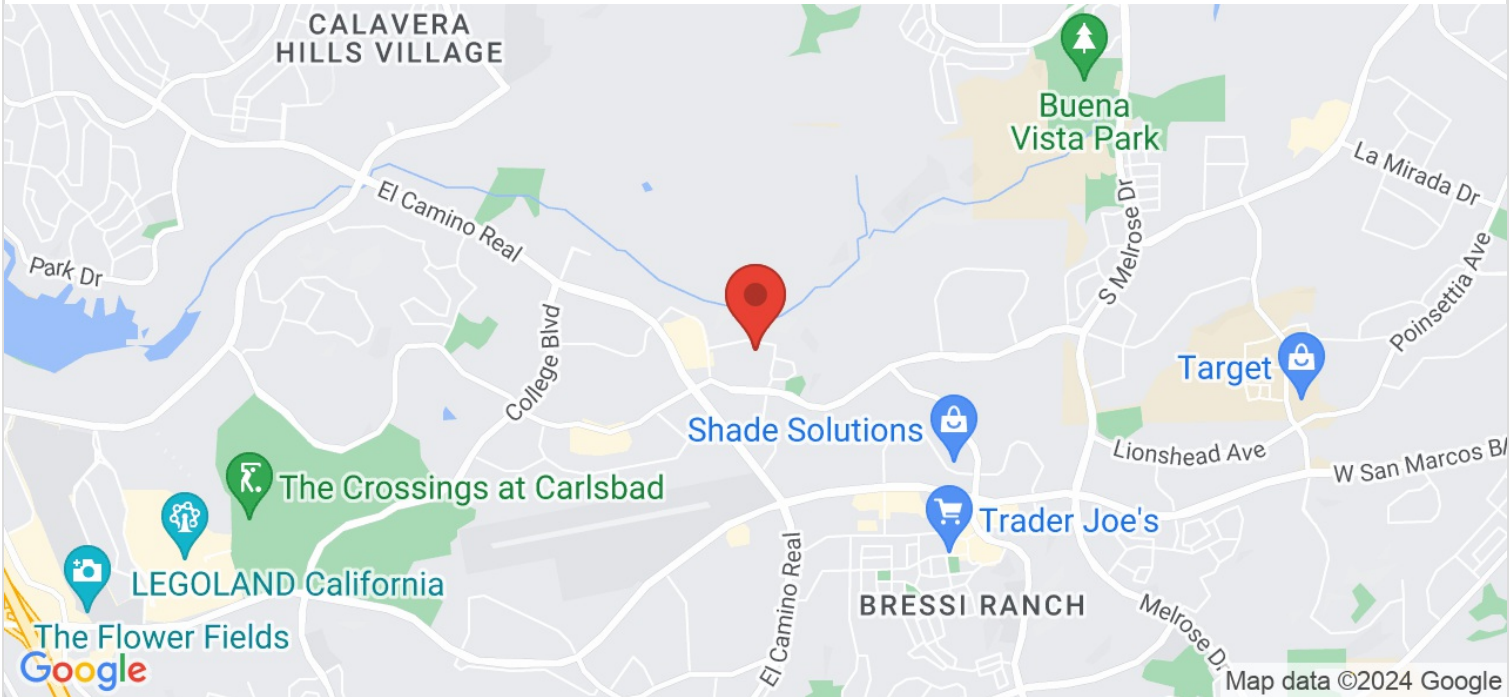 CALAVERA
HILLS VILLAGE
Buena
Vista Park
La Mirada Dr
El Camino Real
S Melrose Dr
Park Dr
Poinsettia Ave
College Blvd
Target
Shade Solutions
Lionshead Ave
W San Marcos
The Crossings at Carlsbad
Trader Joe's
LEGOLAND California
El Camino Real
BRESSI RANCH
Melrose Dr
The Flower Fields
Google
Map data ©2024 Google